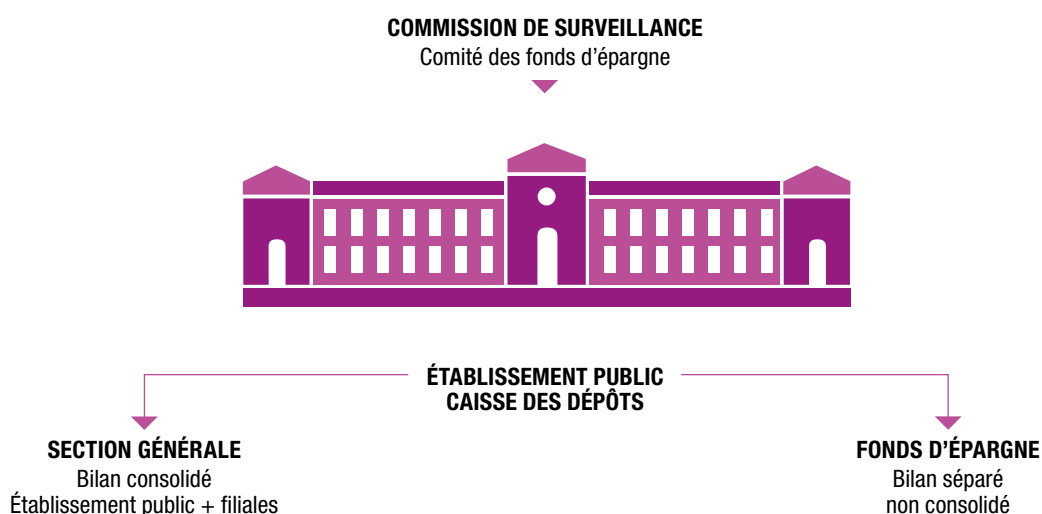 COMMISSION DE SURVEILLANCE
Comité des fonds d'épargne
ÉTABLISSEMENT PUBLIC
CAISSE DES DÉPÔTS
SECTION GÉNÉRALE
Bilan consolidé
Établissement public + filiales
FONDS D'ÉPARGNE
Bilan séparé
non consolidé